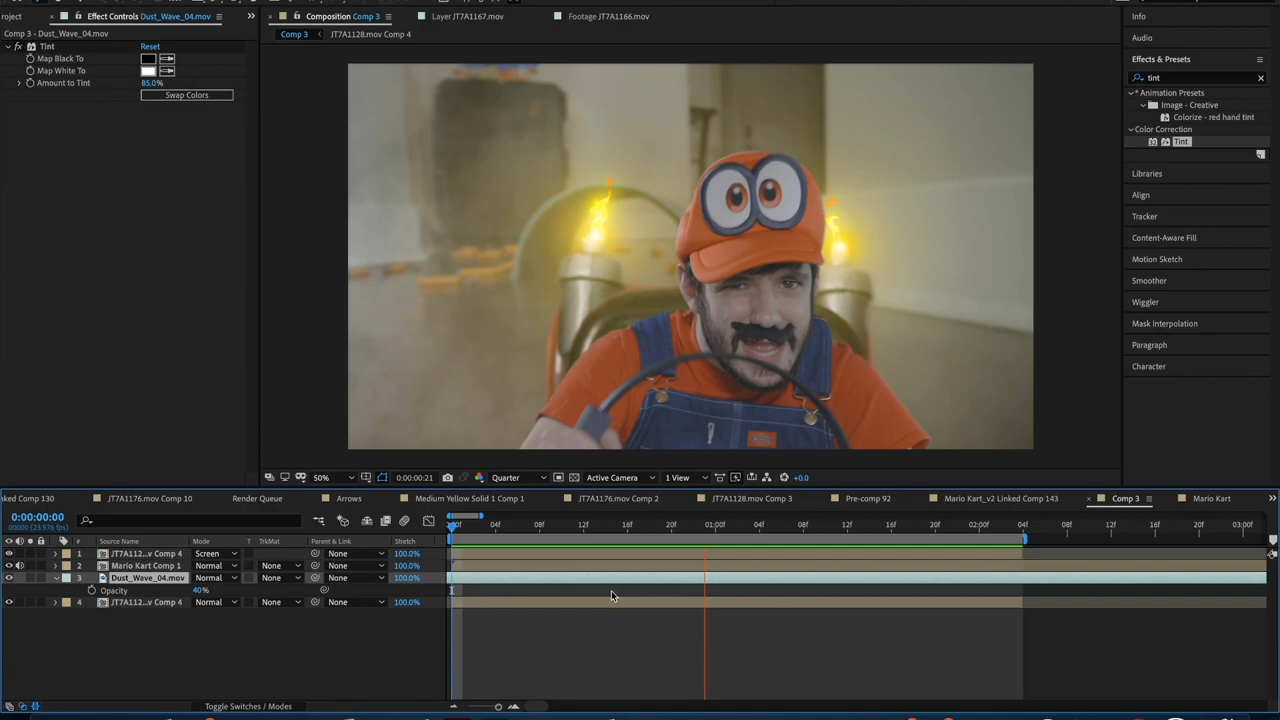 roject
Effect Controls Dust_Wave_04.mov
Comp 3 - Dust_Wave_04.mov
fx Tint Reset
Map Black To
Map White To
Amount to Tint 85.0%
Swap Colors
Composition Comp 3
Layer JT7A1167.mov
Footage JT7A1166.mov
Comp 3 JT7A1128.mov Comp 4
50% 0:00:00:21 Quarter Active Camera 1 View +0.0
Info
Audio
Effects & Presets
tint
* Animation Presets
Image - Creative
Colorize - red hand tint
Color Correction
Tint
Libraries
Align
Tracker
Content-Aware Fill
Motion Sketch
Smoother
Wiggler
Mask Interpolation
Paragraph
Character
ked Comp 130 JT7A1176.mov Comp 10 Render Queue Arrows Medium Yellow Solid 1 Comp 1 JT7A1176.mov Comp 2 JT7A1128.mov Comp 3 Pre-comp 92 Mario Kart_v2 Linked Comp 143 Comp 3 Mario Kart
0:00:00:00
00000 (23.976 fps)
:00f 04f 08f 12f 16f 20f 01:00f 04f 08f 12f 16f 20f 02:00f 04f 08f 12f 16f 20f 03:00f
# Source Name Mode T TrkMat Parent & Link Stretch
1 JT7A112...v Comp 4 Screen None 100.0%
2 Mario Kart Comp 1 Normal None None 100.0%
3 Dust_Wave_04.mov Normal None None 100.0%
Opacity 40%
4 JT7A112...v Comp 4 Normal None None 100.0%
Toggle Switches / Modes